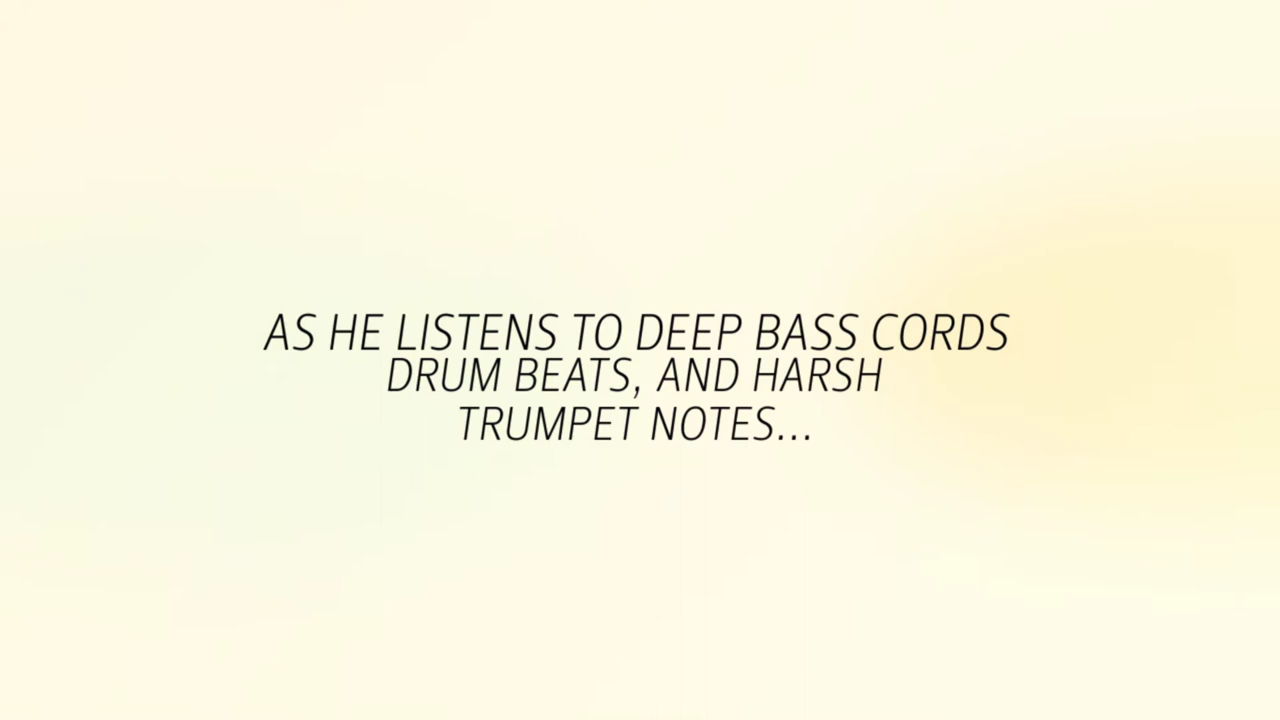 AS HE LISTENS TO DEEP BASS CORDS
DRUM BEATS, AND HARSH
TRUMPET NOTES...